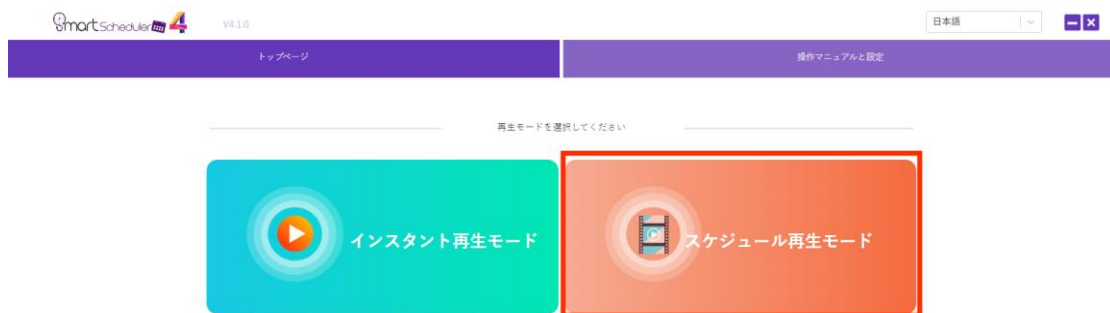 Smart Scheduler 4 V4.1.0 日本語
トップページ 操作マニュアルと設定
再生モードを選択してください
インスタント再生モード スケジュール再生モード